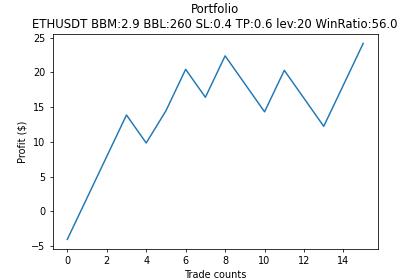 Portfolio
ETHUSDT BBM:2.9 BBL:260 SL:0.4 TP:0.6 lev:20 WinRatio:56.0
Profit ($)
25
20
15
10
5
0
−5
0 2 4 6 8 10 12 14
Trade counts